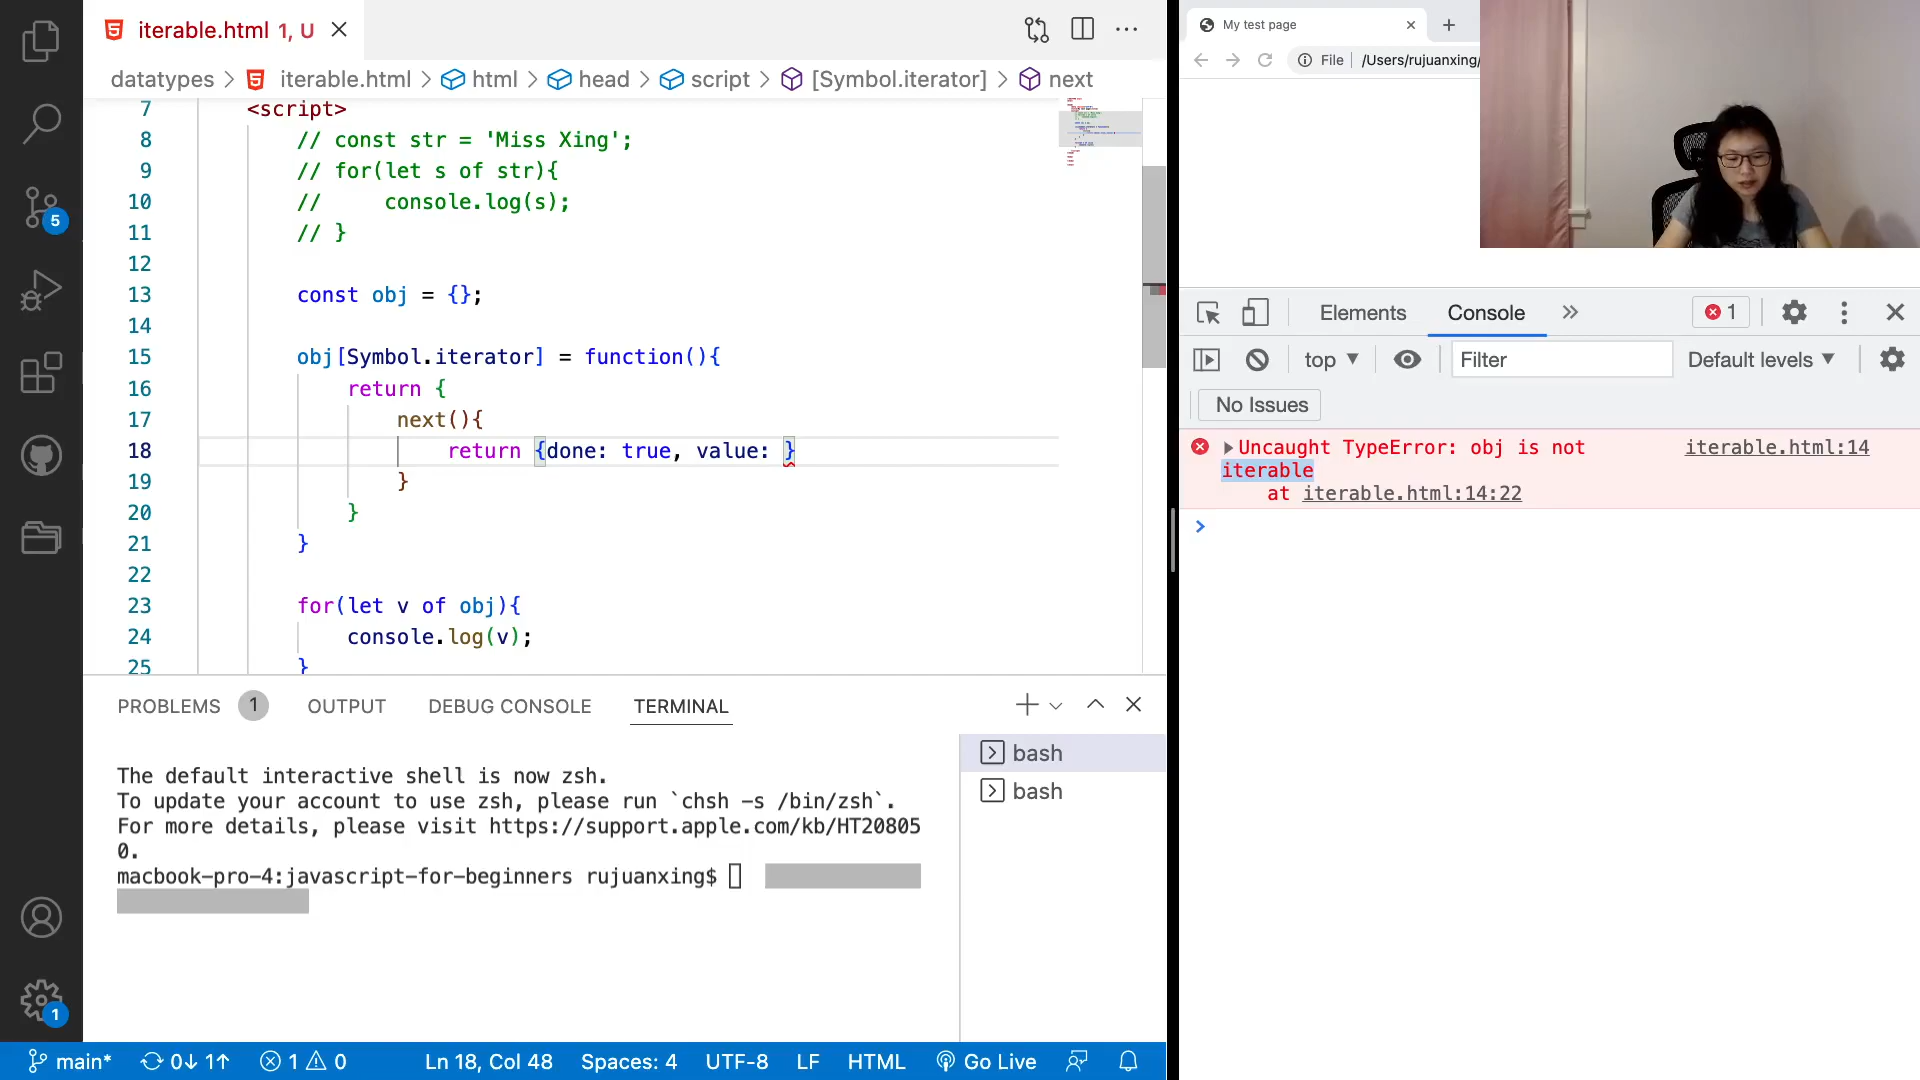 iterable.html 1, U
datatypes > iterable.html > html > head > script > [Symbol.iterator] > next
7 <script>
8 // const str = 'Miss Xing';
9 // for(let s of str){
10 //     console.log(s);
11 // }
12
13 const obj = {};
14
15 obj[Symbol.iterator] = function(){
16 return {
17 next(){
18 return {done: true, value: }
19 }
20 }
21 }
22
23 for(let v of obj){
24 console.log(v);
25 }
PROBLEMS 1 OUTPUT DEBUG CONSOLE TERMINAL
The default interactive shell is now zsh.
To update your account to use zsh, please run `chsh -s /bin/zsh`.
For more details, please visit https://support.apple.com/kb/HT20805
0.
macbook-pro-4:javascript-for-beginners rujuanxing$
bash
bash
5
1
main* 0↓ 1↑ 1 0 Ln 18, Col 48 Spaces: 4 UTF-8 LF HTML Go Live
My test page
File /Users/rujuanxing/
Elements Console 1
top Filter Default levels
No Issues
Uncaught TypeError: obj is not iterable.html:14
iterable
at iterable.html:14:22